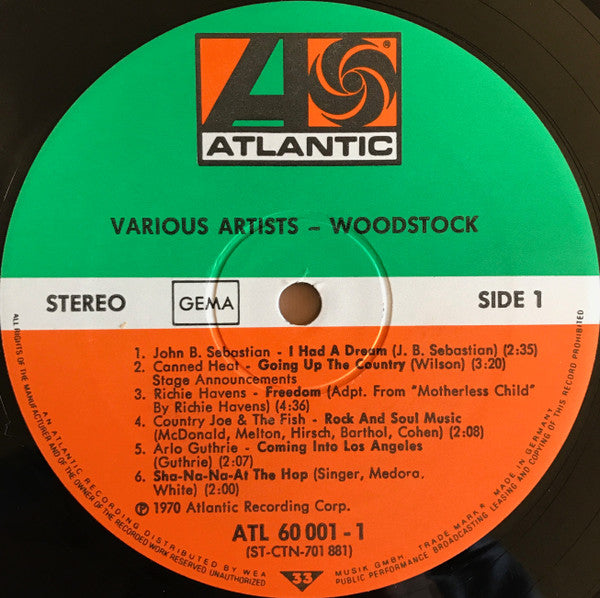 ATLANTIC
VARIOUS ARTISTS – WOODSTOCK
STEREO
GEMA
SIDE 1
1. John B. Sebastian - I Had A Dream (J. B. Sebastian) (2:35)
2. Canned Heat - Going Up The Country (Wilson) (3:20)
Stage Announcements
3. Richie Havens - Freedom (Adpt. From "Motherless Child"
By Richie Havens) (4:36)
4. Country Joe & The Fish - Rock And Soul Music
(McDonald, Melton, Hirsch, Barthol, Cohen) (2:08)
5. Arlo Guthrie - Coming Into Los Angeles
(Guthrie) (2:07)
6. Sha-Na-Na-At The Hop (Singer, Medora,
White) (2:00)
Ⓟ 1970 Atlantic Recording Corp.
ATL 60 001 - 1
(ST-CTN-701 881)
33
AN ATLANTIC RECORDING DISTRIBUTED BY WEA MUSIK GMBH. TRADE MARK R. MADE IN GERMANY
ALL RIGHTS OF THE MANUFACTURER AND OF THE OWNER OF THE RECORDED WORK RESERVED UNAUTHORIZED PUBLIC PERFORMANCE BROADCASTING LEASING AND COPYING OF THIS RECORD PROHIBITED